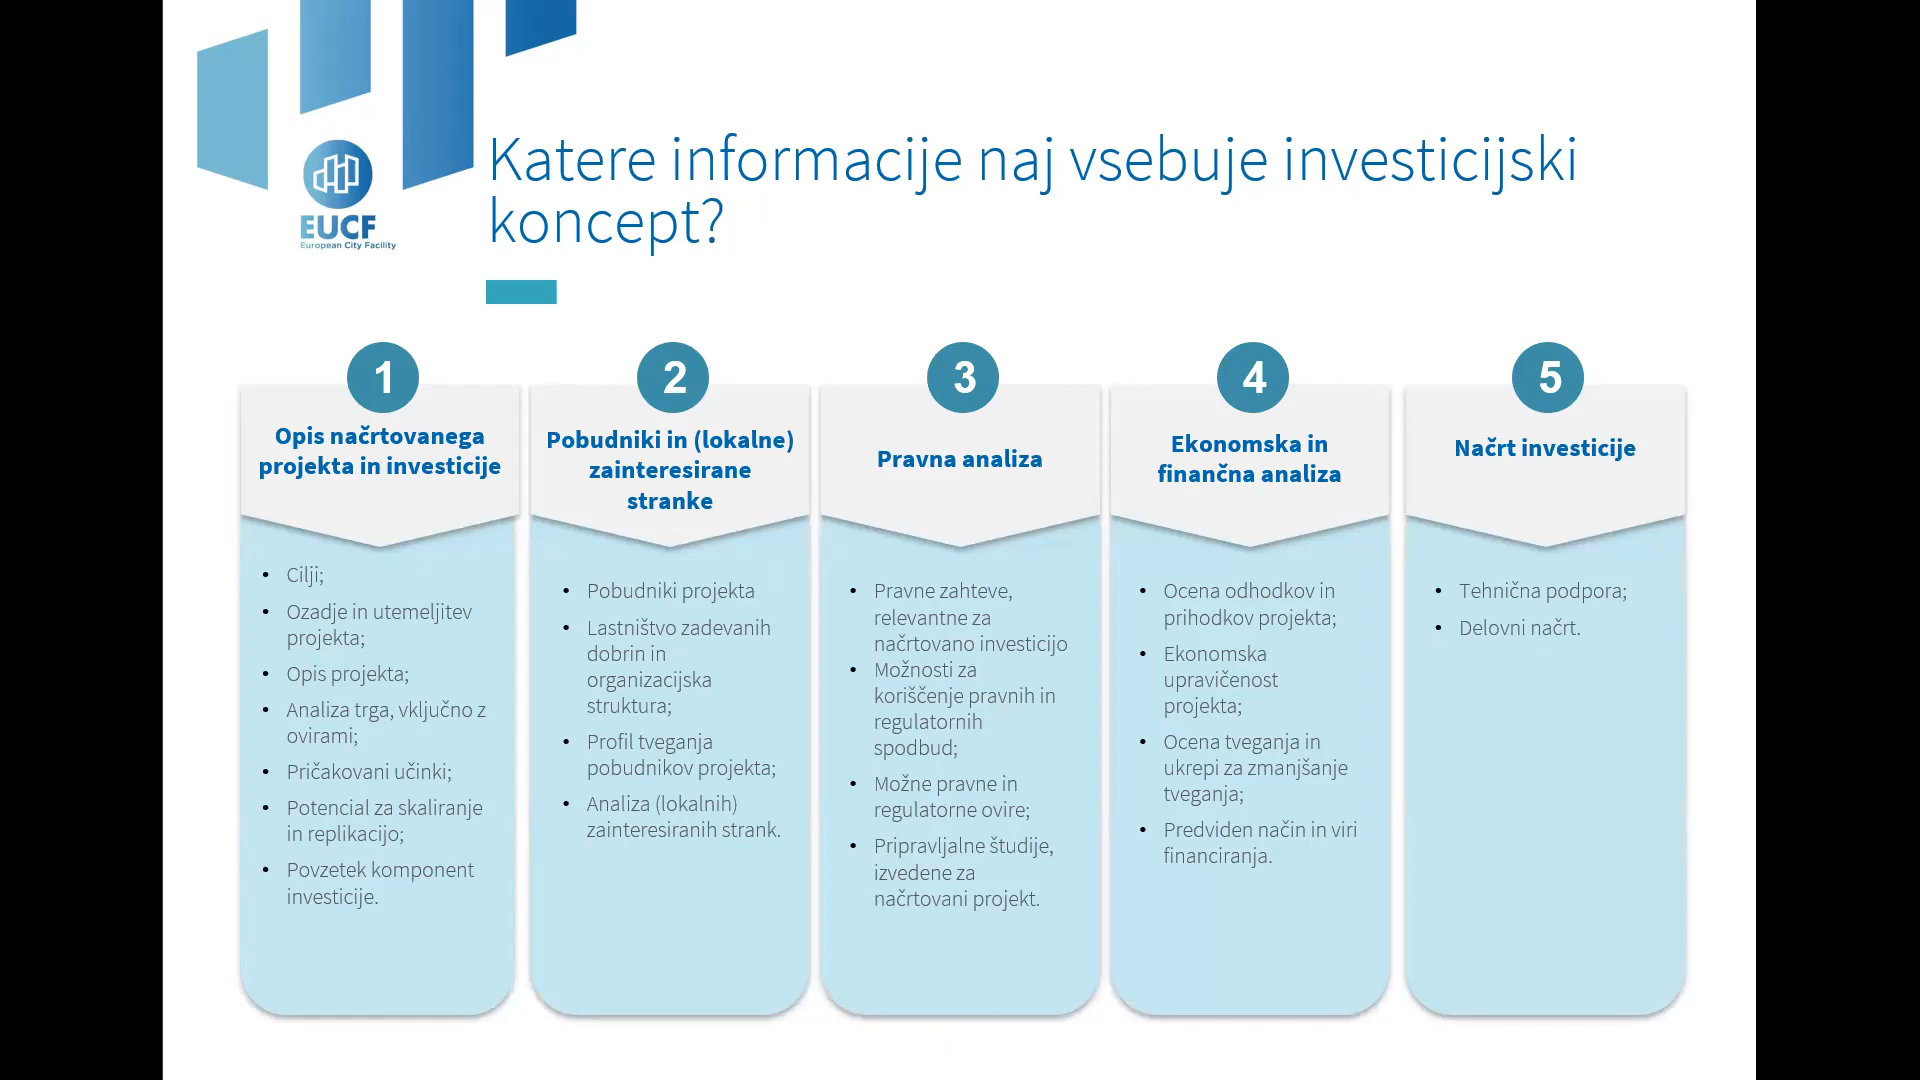 EUCF
European City Facility
Katere informacije naj vsebuje investicijski
koncept?
1
Opis načrtovanega
projekta in investicije
• Cilji;
• Ozadje in utemeljitev
projekta;
• Opis projekta;
• Analiza trga, vključno z
ovirami;
• Pričakovani učinki;
• Potencial za skaliranje
in replikacijo;
• Povzetek komponent
investicije.
2
Pobudniki in (lokalne)
zainteresirane
stranke
• Pobudniki projekta
• Lastništvo zadevanih
dobrin in
organizacijska
struktura;
• Profil tveganja
pobudnikov projekta;
• Analiza (lokalnih)
zainteresiranih strank.
3
Pravna analiza
• Pravne zahteve,
relevantne za
načrtovano investicijo
• Možnosti za
koriščenje pravnih in
regulatornih
spodbud;
• Možne pravne in
regulatorne ovire;
• Pripravljalne študije,
izvedene za
načrtovani projekt.
4
Ekonomska in
finančna analiza
• Ocena odhodkov in
prihodkov projekta;
• Ekonomska
upravičenost
projekta;
• Ocena tveganja in
ukrepi za zmanjšanje
tveganja;
• Predviden način in viri
financiranja.
5
Načrt investicije
• Tehnična podpora;
• Delovni načrt.